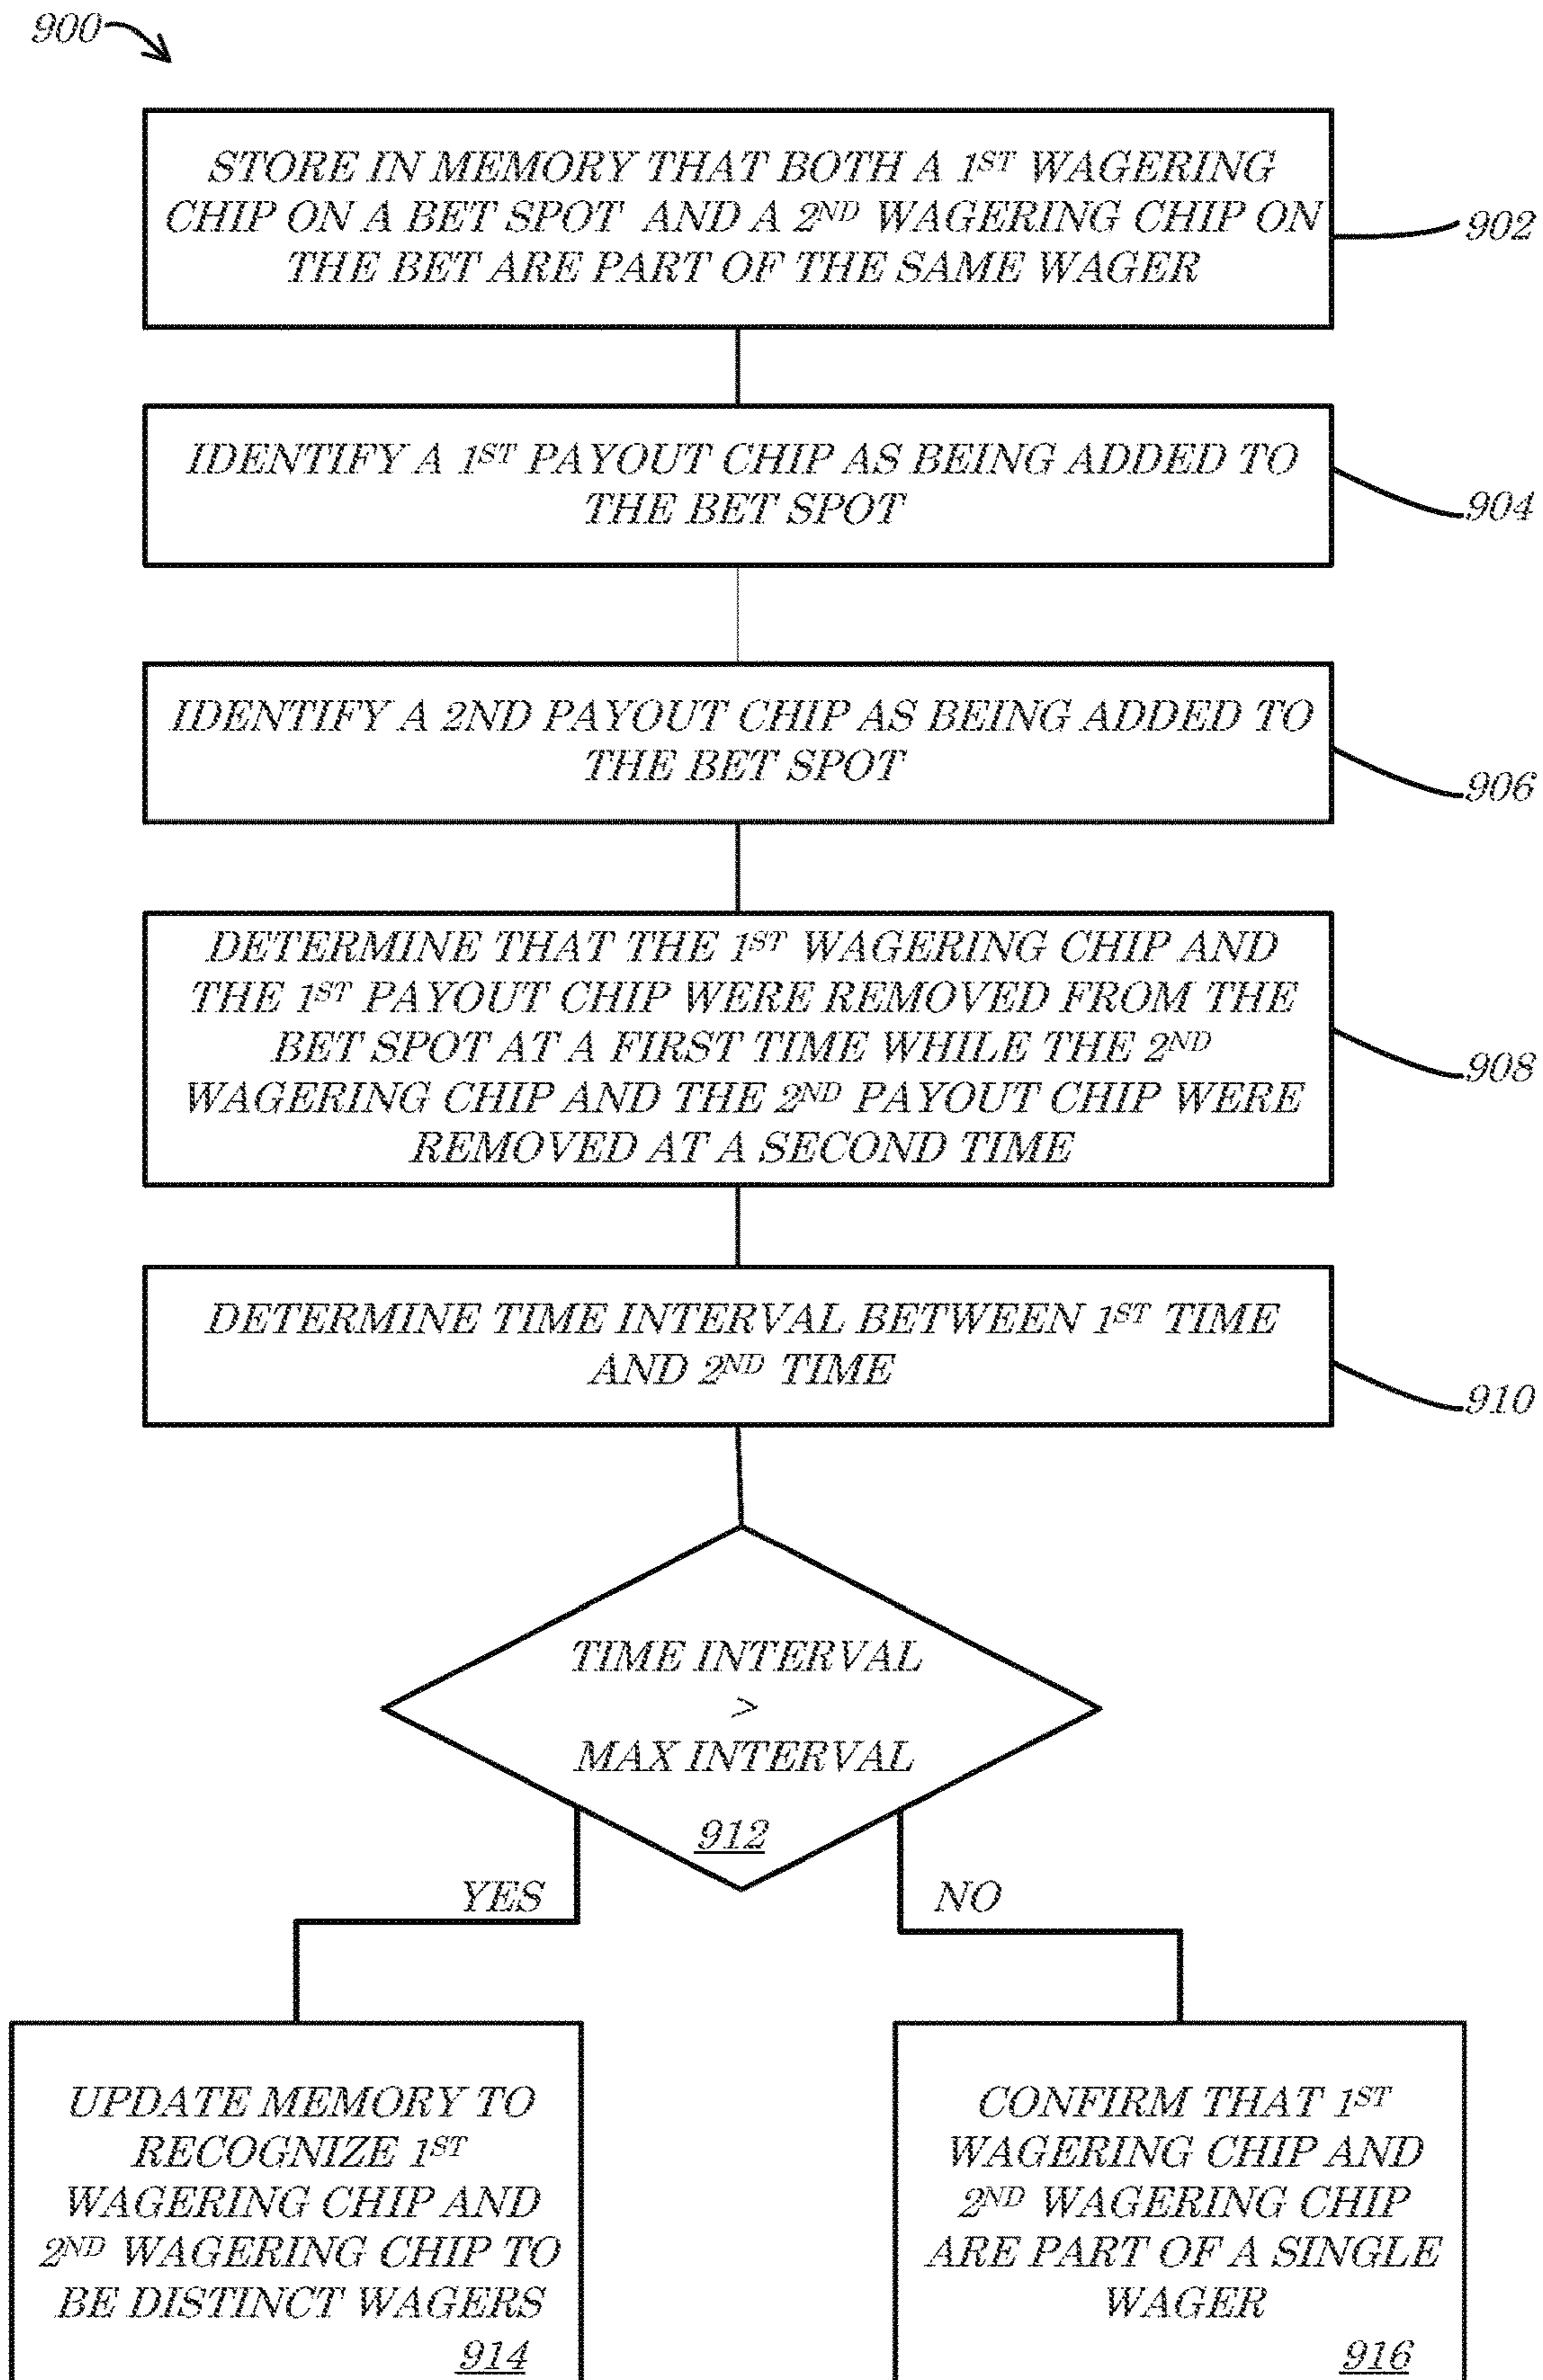 900
STORE IN MEMORY THAT BOTH A 1ST WAGERING
CHIP ON A BET SPOT AND A 2ND WAGERING CHIP ON
THE BET ARE PART OF THE SAME WAGER
902
IDENTIFY A 1ST PAYOUT CHIP AS BEING ADDED TO
THE BET SPOT
904
IDENTIFY A 2ND PAYOUT CHIP AS BEING ADDED TO
THE BET SPOT
906
DETERMINE THAT THE 1ST WAGERING CHIP AND
THE 1ST PAYOUT CHIP WERE REMOVED FROM THE
BET SPOT AT A FIRST TIME WHILE THE 2ND
WAGERING CHIP AND THE 2ND PAYOUT CHIP WERE
REMOVED AT A SECOND TIME
908
DETERMINE TIME INTERVAL BETWEEN 1ST TIME
AND 2ND TIME
910
TIME INTERVAL
>
MAX INTERVAL
912
YES
NO
UPDATE MEMORY TO
RECOGNIZE 1ST
WAGERING CHIP AND
2ND WAGERING CHIP TO
BE DISTINCT WAGERS
914
CONFIRM THAT 1ST
WAGERING CHIP AND
2ND WAGERING CHIP
ARE PART OF A SINGLE
WAGER
916